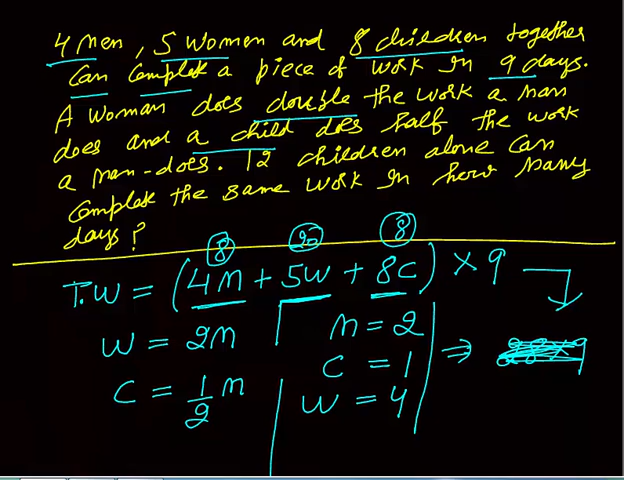 4 men, 5 women and 8 children together
can complet a piece of work in 9 days.
A woman does double the work a man
does and a child does half the work
a man does. 12 children alone can
complet the same work in how many
days?
8 20 8
T.W = (4M + 5W + 8C) × 9
W = 2M M = 2
C = 1 ⇒
C = 1/2 M W = 4